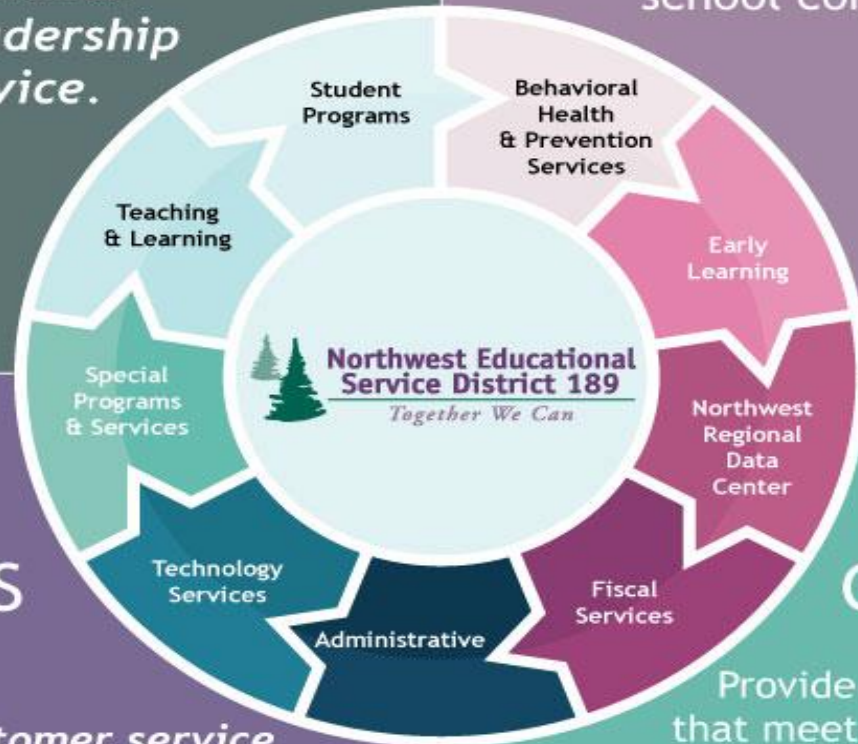 vice.
Student
Programs
Behavioral
Health
& Prevention
Services
Early
Learning
Northwest
Regional
Data
Center
Fiscal
Services
Administrative
Technology
Services
Special
Programs
& Services
Teaching
& Learning
Northwest Educational
Service District 189
Together We Can
S
Provide
that meet
tomer service